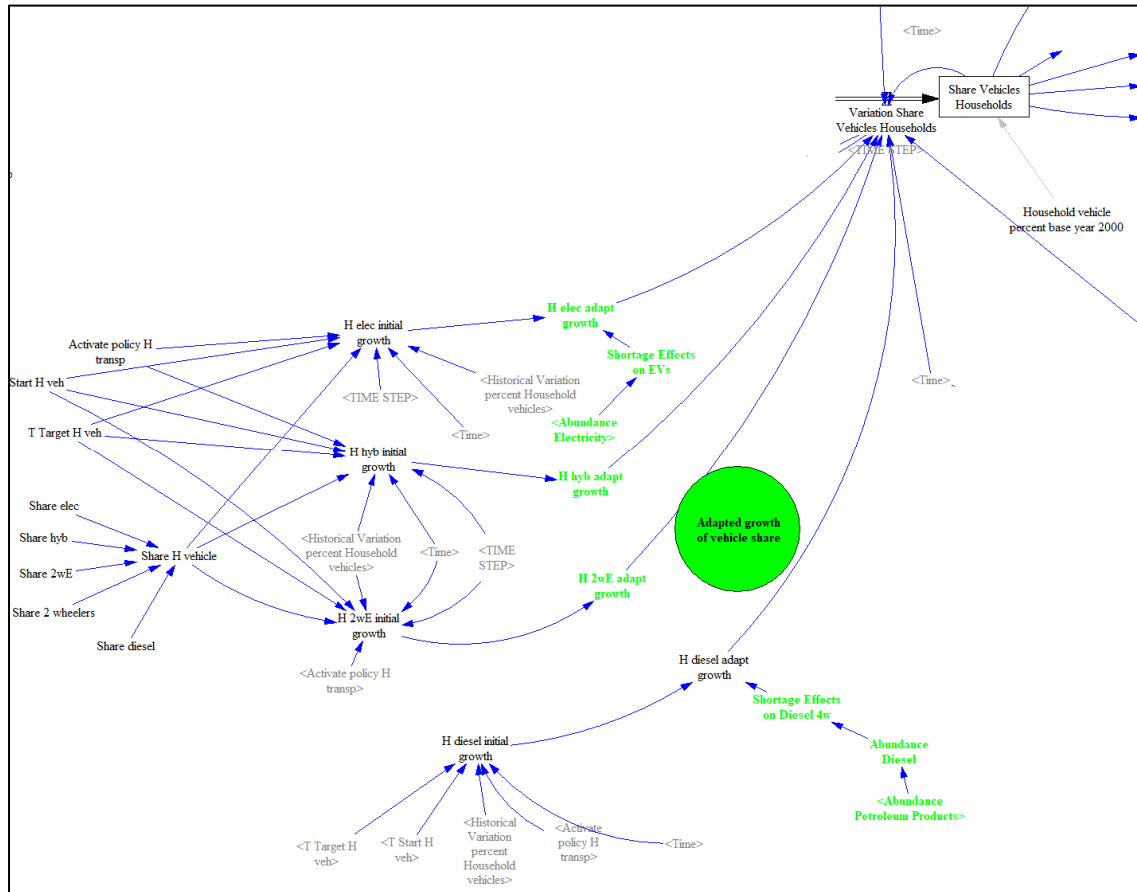 <Time>
Share Vehicles
Households
Variation Share
Vehicles Households
<TIME STEP>
Household vehicle
percent base year 2000
H elec adapt
growth
H elec initial
growth
Activate policy H
transp
Shortage Effects
on EVs
Start H veh
<TIME STEP>
<Historical Variation
percent Household
vehicles>
<Time>
<Time>
<Abundance
Electricity>
T Target H veh
H hyb initial
growth
H hyb adapt
growth
Share elec
Share hyb
Share 2wE
Share 2 wheelers
Share diesel
Share H vehicle
<Historical Variation
percent Household
vehicles>
<Time>
<TIME
STEP>
Adapted growth
of vehicle share
H 2wE adapt
growth
H 2wE initial
growth
<Activate policy H
transp>
H diesel adapt
growth
Shortage Effects
on Diesel 4w
H diesel initial
growth
Abundance
Diesel
<Abundance
Petroleum Products>
<T Target H
veh>
<T Start H
veh>
<Historical
Variation
percent
Household
vehicles>
<Activate
policy H
transp>
<Time>